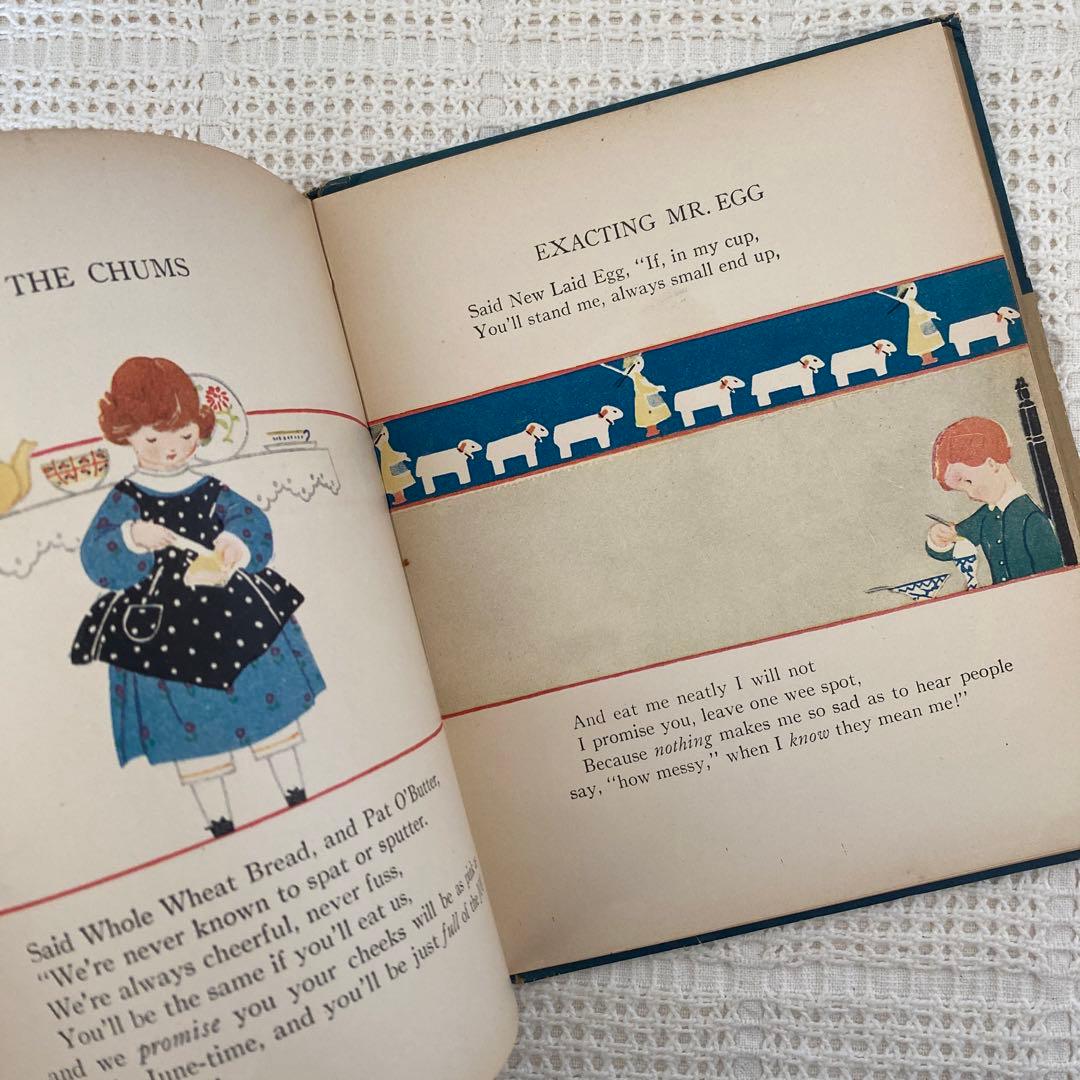 THE CHUMS
Said Whole Wheat Bread, and Pat O'Butter,
"We're never known to spat or sputter.
We're always cheerful, never fuss,
You'll be the same if you'll eat us,
and we promise you your cheeks will be as
June-time, and you'll be just full of the
EXACTING MR. EGG
Said New Laid Egg, "If, in my cup,
You'll stand me, always small end up,
And eat me neatly I will not
I promise you, leave one wee spot,
Because nothing makes me so sad as to hear people
say, "how messy," when I know they mean me!"